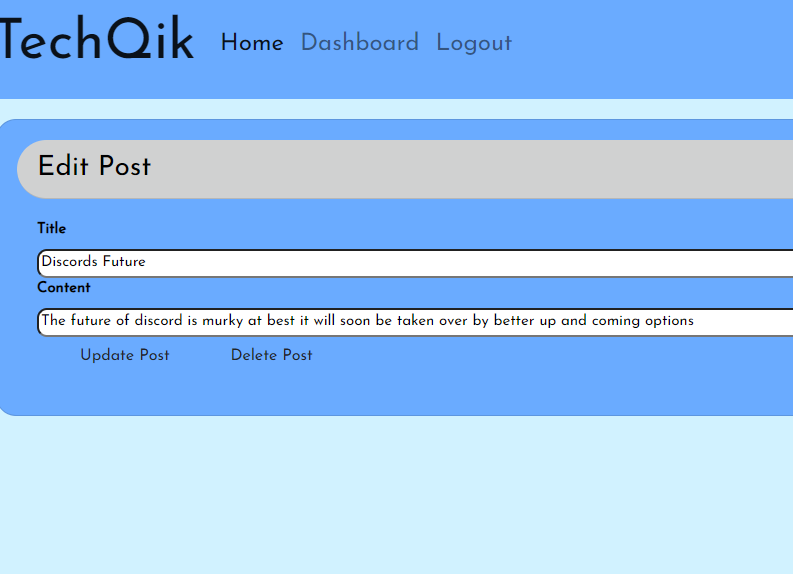 TechQik Home Dashboard Logout
Edit Post
Title
Discords Future
Content
The future of discord is murky at best it will soon be taken over by better up and coming options
Update Post Delete Post